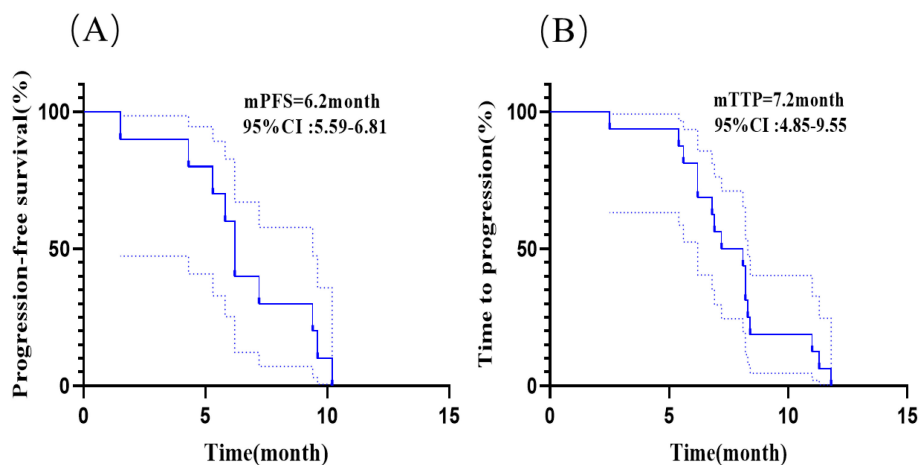 (A)
mPFS=6.2month
95%CI :5.59-6.81
Progression-free survival(%)
100
50
0
0 5 10 15
Time(month)
(B)
mTTP=7.2month
95%CI :4.85-9.55
Time to progression(%)
100
50
0
0 5 10 15
Time(month)